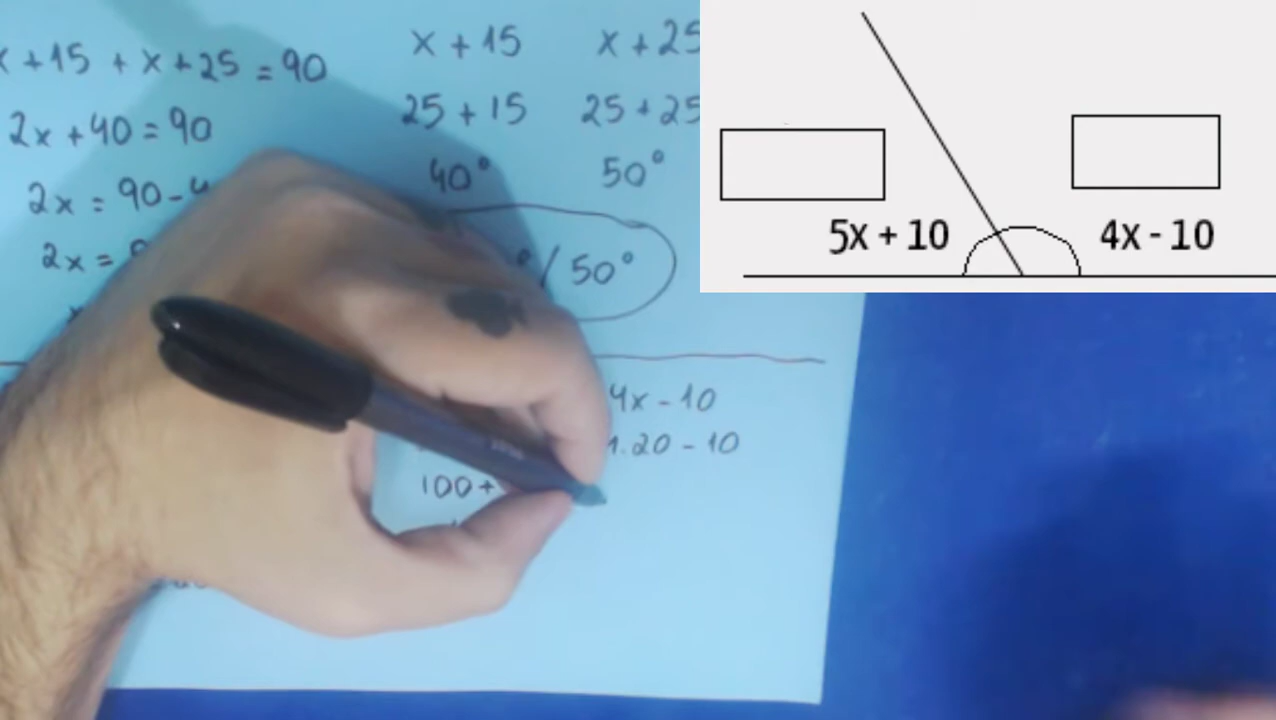 x + 15 + x + 25 = 90
2x + 40 = 90
2x = 90 -
2x =
x + 15
25 + 15
40°
x + 25
25 + 25
50°
/ 50°
4x - 10
.20 - 10
100 +
5x + 10
4x - 10